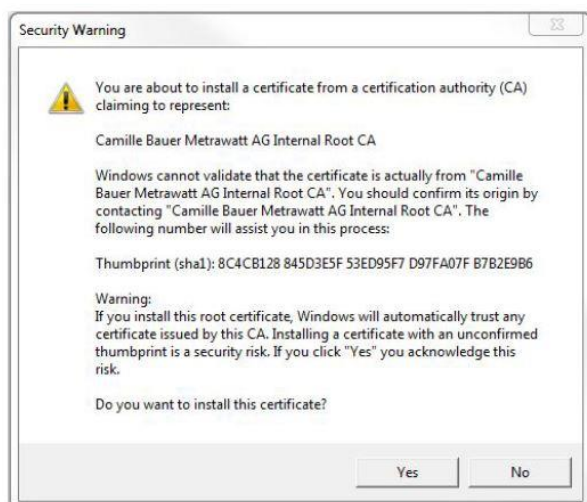 Security Warning
You are about to install a certificate from a certification authority (CA)
claiming to represent:
Camille Bauer Metrawatt AG Internal Root CA
Windows cannot validate that the certificate is actually from "Camille
Bauer Metrawatt AG Internal Root CA". You should confirm its origin by
contacting "Camille Bauer Metrawatt AG Internal Root CA". The
following number will assist you in this process:
Thumbprint (sha1): 8C4CB128 845D3E5F 53ED95F7 D97FA07F B7B2E9B6
Warning:
If you install this root certificate, Windows will automatically trust any
certificate issued by this CA. Installing a certificate with an unconfirmed
thumbprint is a security risk. If you click "Yes" you acknowledge this
risk.
Do you want to install this certificate?
Yes No